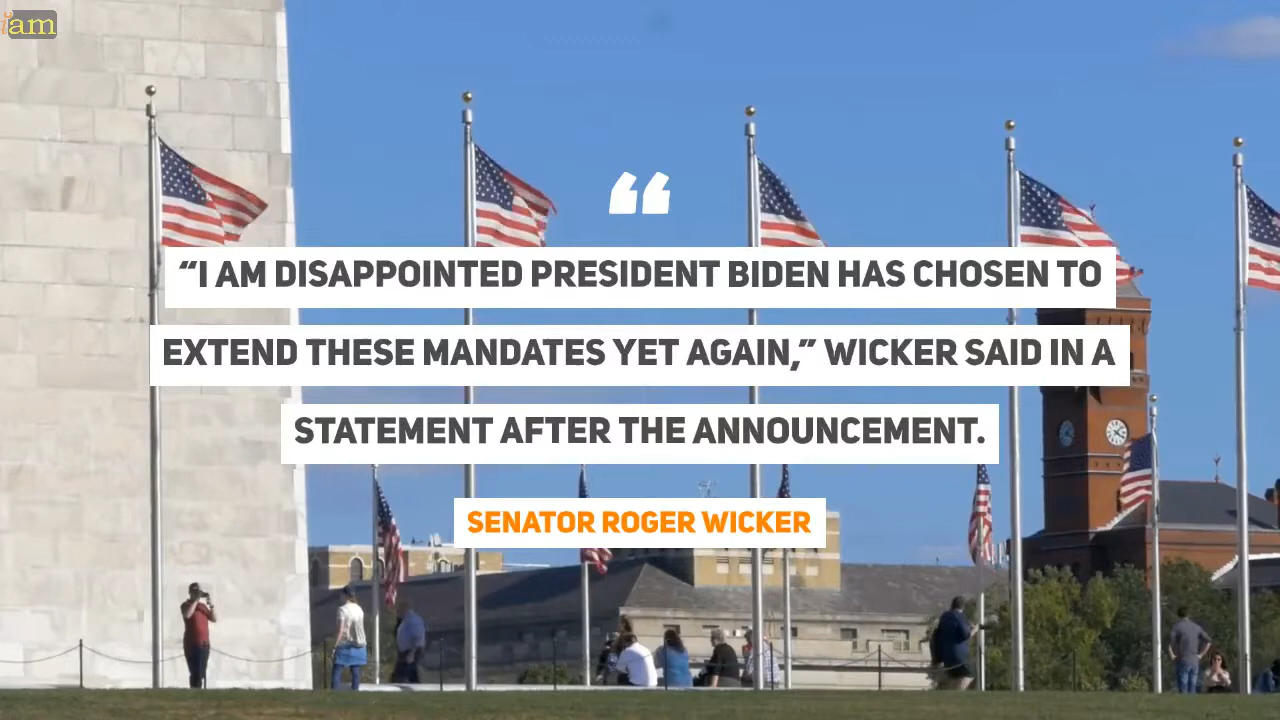 iam
“
“I AM DISAPPOINTED PRESIDENT BIDEN HAS CHOSEN TO
EXTEND THESE MANDATES YET AGAIN,” WICKER SAID IN A
STATEMENT AFTER THE ANNOUNCEMENT.
SENATOR ROGER WICKER